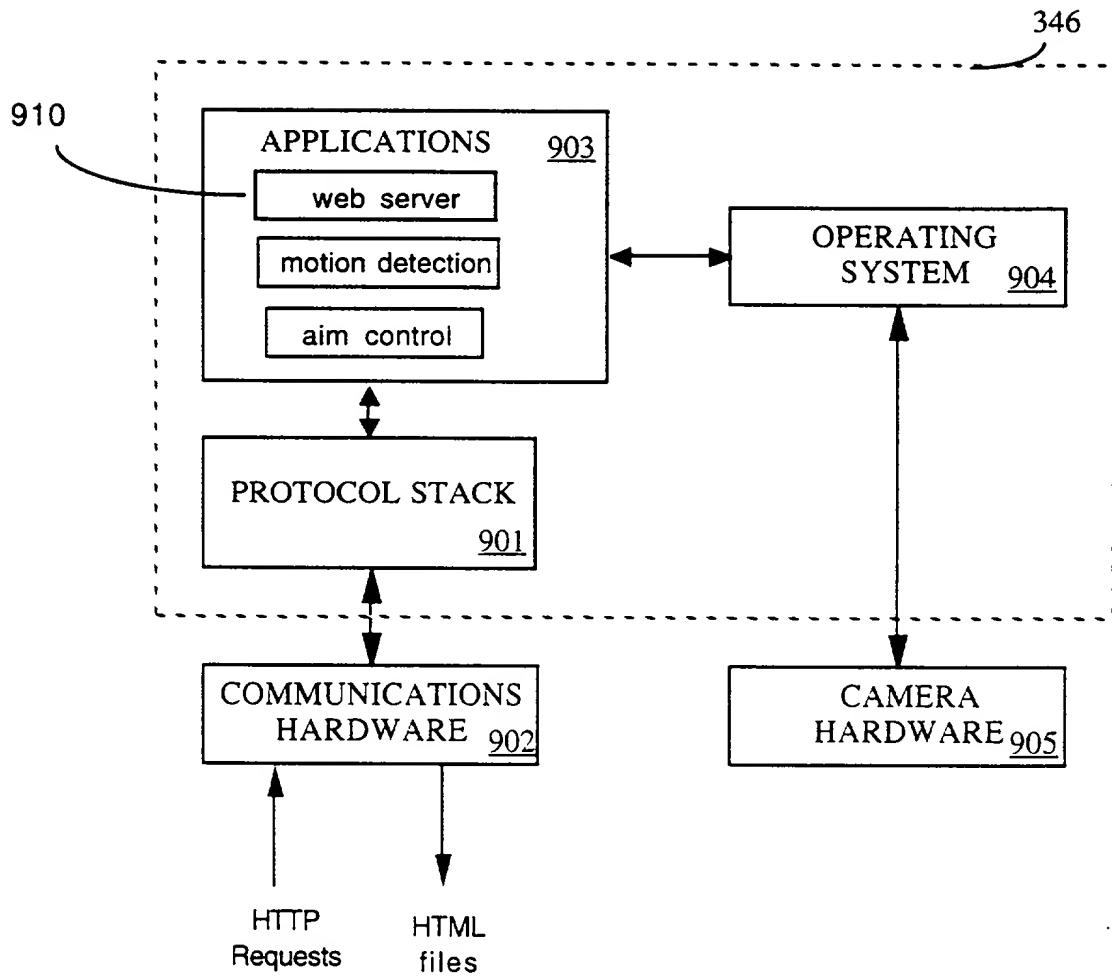 346
910
APPLICATIONS
903
web server
motion detection
aim control
OPERATING
SYSTEM
904
PROTOCOL STACK
901
COMMUNICATIONS
HARDWARE
902
CAMERA
HARDWARE
905
HTTP
Requests
HTML
files